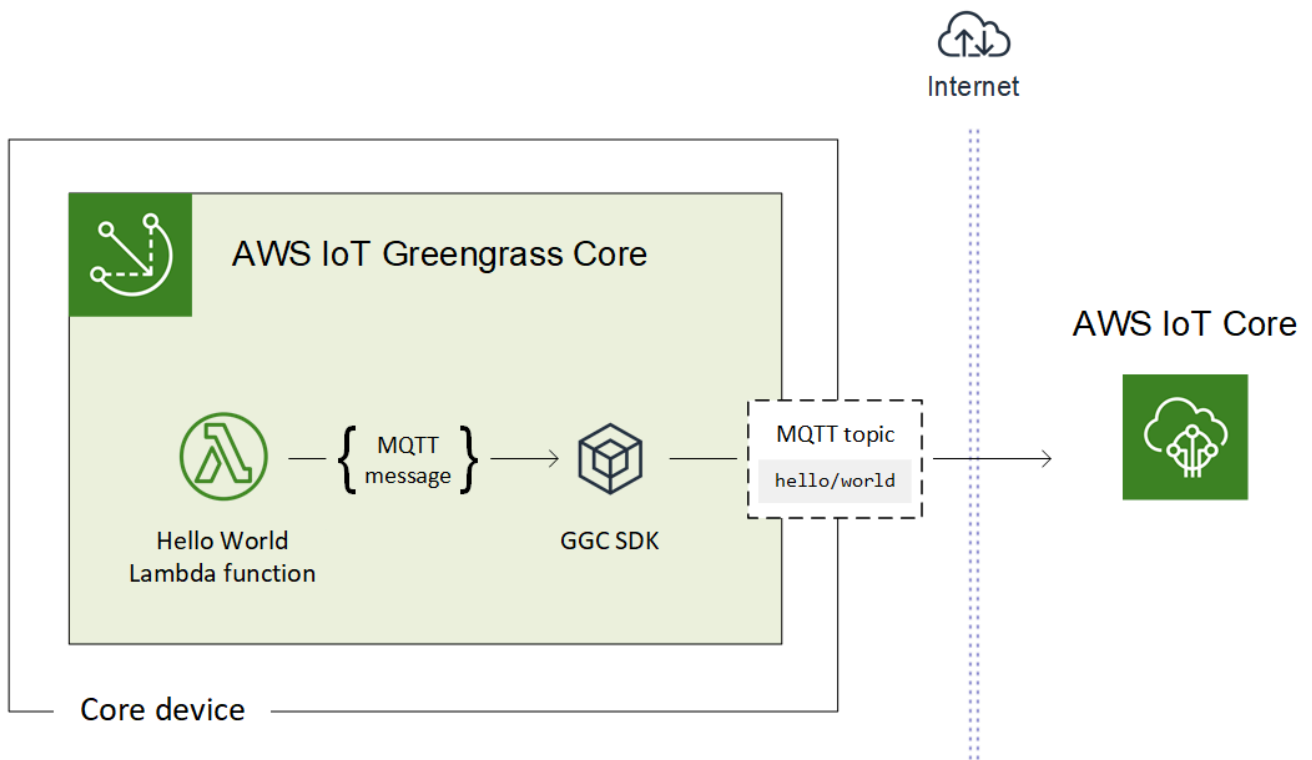 Internet
AWS IoT Greengrass Core
AWS IoT Core
MQTT
message
MQTT topic
hello/world
Hello World
Lambda function
GGC SDK
Core device